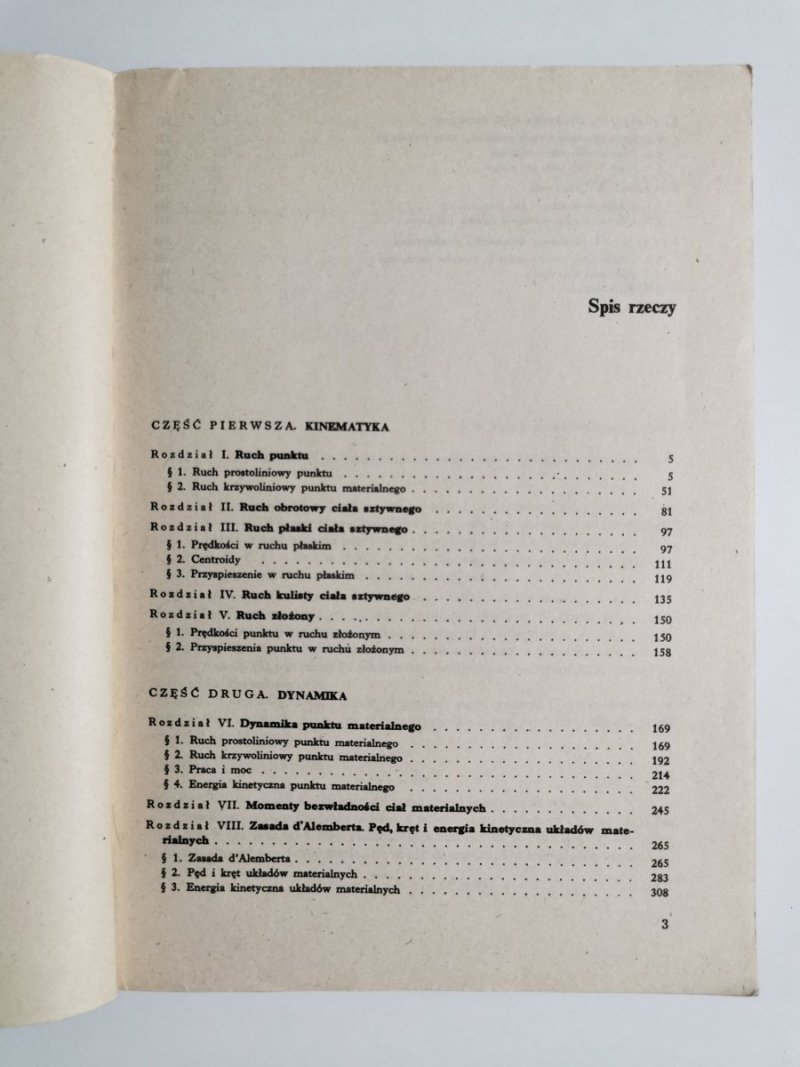 Spis rzeczy
CZĘŚĆ PIERWSZA. KINEMATYKA
Rozdział I. Ruch punktu . . . . . . . . . . . . . . . . . . . . . . . . . . . . 5
§ 1. Ruch prostoliniowy punktu . . . . . . . . . . . . . . . . . . . . . . . . . . 5
§ 2. Ruch krzywoliniowy punktu materialnego . . . . . . . . . . . . . . . . . . . . 51
Rozdział II. Ruch obrotowy ciała sztywnego . . . . . . . . . . . . . . . . . . 81
Rozdział III. Ruch płaski ciała sztywnego . . . . . . . . . . . . . . . . . . . . 97
§ 1. Prędkości w ruchu płaskim . . . . . . . . . . . . . . . . . . . . . . . . . . 97
§ 2. Centroidy . . . . . . . . . . . . . . . . . . . . . . . . . . . . . . . . . 111
§ 3. Przyspieszenie w ruchu płaskim . . . . . . . . . . . . . . . . . . . . . . . . 119
Rozdział IV. Ruch kulisty ciała sztywnego . . . . . . . . . . . . . . . . . . . 135
Rozdział V. Ruch złożony . . . . . . . . . . . . . . . . . . . . . . . . . . . . 150
§ 1. Prędkości punktu w ruchu złożonym . . . . . . . . . . . . . . . . . . . . . . 150
§ 2. Przyspieszenia punktu w ruchu złożonym . . . . . . . . . . . . . . . . . . . . 158
CZĘŚĆ DRUGA. DYNAMIKA
Rozdział VI. Dynamika punktu materialnego . . . . . . . . . . . . . . . . . . 169
§ 1. Ruch prostoliniowy punktu materialnego . . . . . . . . . . . . . . . . . . . . 169
§ 2. Ruch krzywoliniowy punktu materialnego . . . . . . . . . . . . . . . . . . . . 192
§ 3. Praca i moc . . . . . . . . . . . . . . . . . . . . . . . . . . . . . . . . . 214
§ 4. Energia kinetyczna punktu materialnego . . . . . . . . . . . . . . . . . . . . 222
Rozdział VII. Momenty bezwładności ciał materialnych . . . . . . . . . . . . . 245
Rozdział VIII. Zasada d'Alemberta. Pęd, kręt i energia kinetyczna układów mate-
rialnych . . . . . . . . . . . . . . . . . . . . . . . . . . . . . . . . . . . . . 265
§ 1. Zasada d'Alemberta . . . . . . . . . . . . . . . . . . . . . . . . . . . . . . 265
§ 2. Pęd i kręt układów materialnych . . . . . . . . . . . . . . . . . . . . . . . . 283
§ 3. Energia kinetyczna układów materialnych . . . . . . . . . . . . . . . . . . . . 308
3